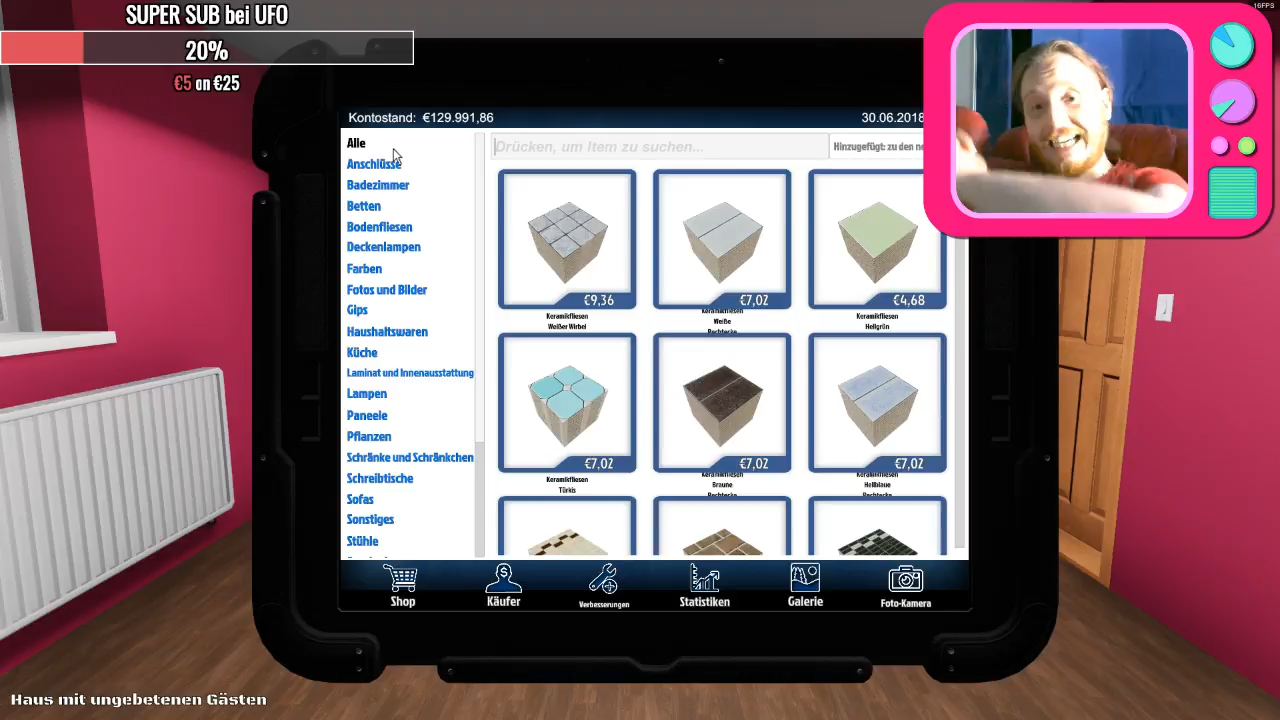 SUPER SUB bei UFO
20%
€5 on €25
16FPS
Kontostand: €129.991,86
30.06.2018
Alle
Anschlüsse
Badezimmer
Betten
Bodenfliesen
Deckenlampen
Farben
Fotos und Bilder
Gips
Haushaltswaren
Küche
Laminat und Innenausstattung
Lampen
Paneele
Pflanzen
Schränke und Schränkchen
Schreibtische
Sofas
Sonstiges
Stühle
Drücken, um Item zu suchen...
Hinzugefügt: zu den ne
€9,36
Keramikfliesen
Weißer Wirbel
€7,02
Keramikfliesen
Weiße
Rechtecke
€4,68
Keramikfliesen
Hellgrün
€7,02
Keramikfliesen
Türkis
€7,02
Keramikfliesen
Braune
Rechtecke
€7,02
Keramikfliesen
Hellblaue
Rechtecke
Shop
Käufer
Verbesserungen
Statistiken
Galerie
Foto-Kamera
Haus mit ungebetenen Gästen